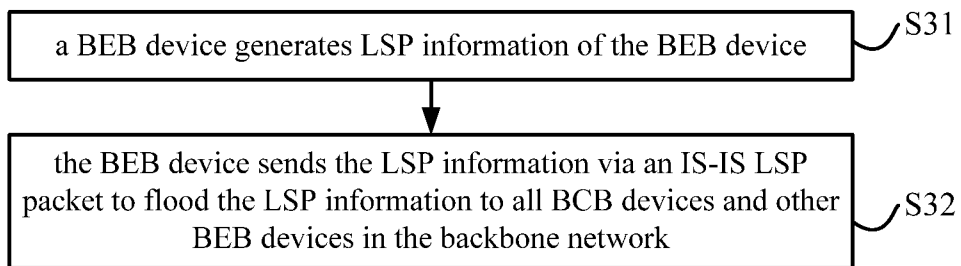 a BEB device generates LSP information of the BEB device
S31
the BEB device sends the LSP information via an IS-IS LSP
packet to flood the LSP information to all BCB devices and other
BEB devices in the backbone network
S32